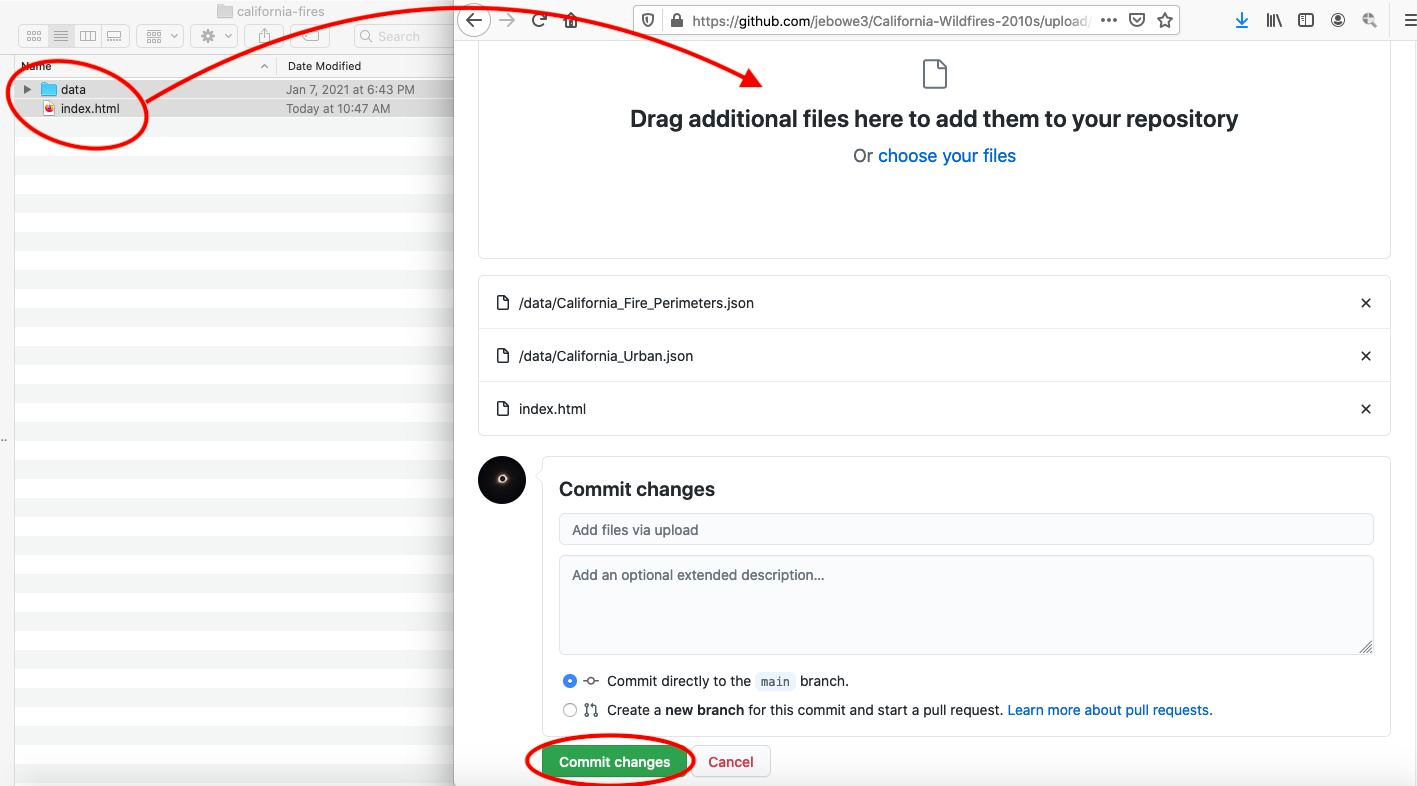 california-fires
Search
Name
Date Modified
data
Jan 7, 2021 at 6:43 PM
index.html
Today at 10:47 AM
..
https://github.com/jebowe3/California-Wildfires-2010s/upload/
Drag additional files here to add them to your repository
Or choose your files
/data/California_Fire_Perimeters.json
/data/California_Urban.json
index.html
Commit changes
Add files via upload
Add an optional extended description...
Commit directly to the main branch.
Create a new branch for this commit and start a pull request. Learn more about pull requests.
Commit changes
Cancel